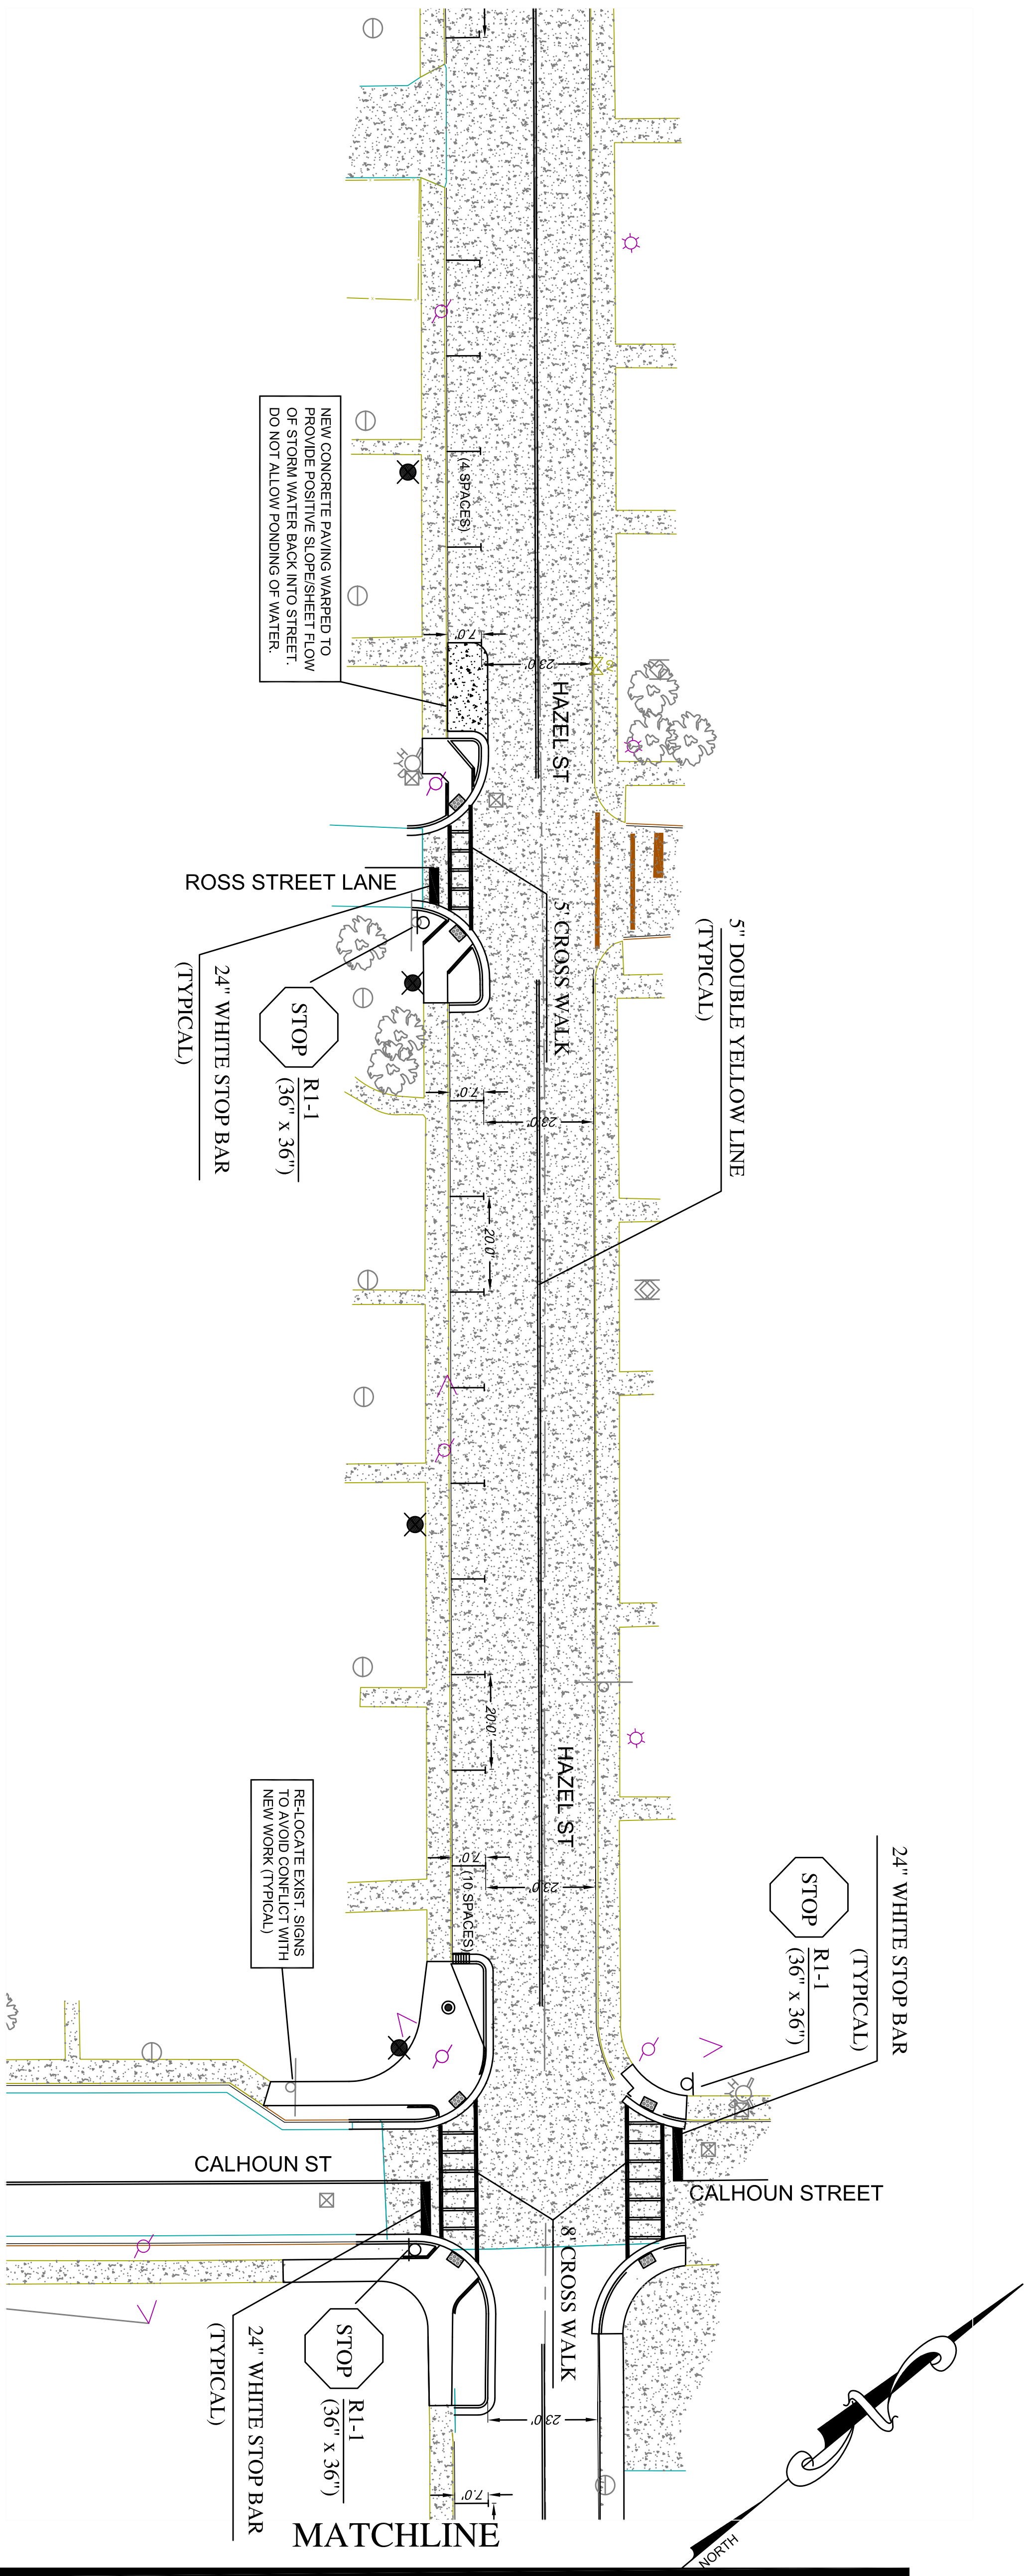 NEW CONCRETE PAVING WARPED TO
PROVIDE POSITIVE SLOPE/SHEET FLOW
OF STORM WATER BACK INTO STREET.
DO NOT ALLOW PONDING OF WATER.
(4 SPACES)
7.0'
23.0'
HAZEL ST
ROSS STREET LANE
5' CROSS WALK
5" DOUBLE YELLOW LINE
(TYPICAL)
24" WHITE STOP BAR
(TYPICAL)
STOP
R1-1
(36" x 36")
7.0'
23.0'
20.0'
20.0'
HAZEL ST
7.0'
(10 SPACES)
23.0'
RE-LOCATE EXIST. SIGNS
TO AVOID CONFLICT WITH
NEW WORK (TYPICAL)
24" WHITE STOP BAR
(TYPICAL)
STOP
R1-1
(36" x 36")
CALHOUN ST
CALHOUN STREET
8' CROSS WALK
24" WHITE STOP BAR
(TYPICAL)
STOP
R1-1
(36" x 36")
23.0'
7.0'
MATCHLINE
NORTH